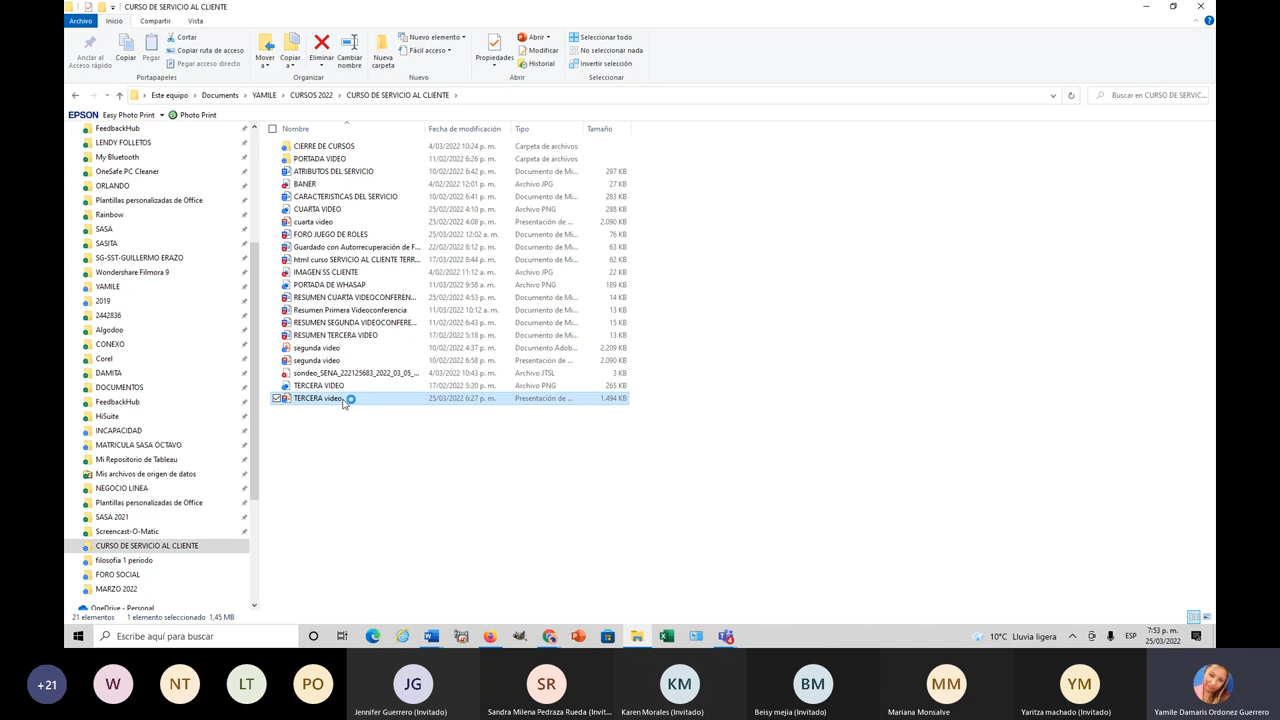 CURSO DE SERVICIO AL CLIENTE
Archivo Inicio Compartir Vista
Anclar al Acceso rápido
Copiar
Pegar
Cortar
Copiar ruta de acceso
Pegar acceso directo
Portapapeles
Mover a
Copiar a
Eliminar
Cambiar nombre
Organizar
Nueva carpeta
Nuevo elemento
Fácil acceso
Nuevo
Propiedades
Abrir
Modificar
Historial
Abrir
Seleccionar todo
No seleccionar nada
Invertir selección
Seleccionar
Este equipo > Documents > YAMILE > CURSOS 2022 > CURSO DE SERVICIO AL CLIENTE >
Buscar en CURSO DE SERVIC...
EPSON Easy Photo Print Photo Print
FeedbackHub
LENDY FOLLETOS
My Bluetooth
OneSafe PC Cleaner
ORLANDO
Plantillas personalizadas de Office
Rainbow
SASA
SASITA
SG-SST-GUILLERMO ERAZO
Wondershare Filmora 9
YAMILE
2019
2442836
Algodoo
CONEXO
Corel
DAMITA
DOCUMENTOS
FeedbackHub
HiSuite
INCAPACIDAD
MATRICULA SASA OCTAVO
Mi Repositorio de Tableau
Mis archivos de origen de datos
NEGOCIO LINEA
Plantillas personalizadas de Office
SASA 2021
Screencast-O-Matic
CURSO DE SERVICIO AL CLIENTE
filosofia 1 periodo
FORO SOCIAL
MARZO 2022
OneDrive - Personal
Nombre Fecha de modificación Tipo Tamaño
CIERRE DE CURSOS 4/03/2022 10:24 p. m. Carpeta de archivos
PORTADA VIDEO 11/02/2022 6:26 p. m. Carpeta de archivos
ATRIBUTOS DEL SERVICIO 10/02/2022 6:42 p. m. Documento de Mi... 297 KB
BANER 4/02/2022 12:01 p. m. Archivo JPG 27 KB
CARACTERISTICAS DEL SERVICIO 10/02/2022 6:41 p. m. Documento de Mi... 283 KB
CUARTA VIDEO 25/02/2022 4:10 p. m. Archivo PNG 288 KB
cuarta video 25/02/2022 4:08 p. m. Presentación de ... 2.090 KB
FORO JUEGO DE ROLES 25/03/2022 12:02 a. m. Documento de Mi... 76 KB
Guardado con Autorrecuperación de F... 22/02/2022 8:12 p. m. Documento de Mi... 63 KB
html curso SERVICIO AL CLIENTE TERR... 17/03/2022 8:44 p. m. Documento de Mi... 62 KB
IMAGEN SS CLIENTE 4/02/2022 11:12 a. m. Archivo JPG 22 KB
PORTADA DE WHASAP 11/03/2022 9:58 a. m. Archivo PNG 189 KB
RESUMEN CUARTA VIDEOCONFEREN... 25/02/2022 4:53 p. m. Documento de Mi... 14 KB
Resumen Primera Videoconferencia 11/03/2022 10:12 a. m. Documento de Mi... 13 KB
RESUMEN SEGUNDA VIDEOCONFERE... 11/02/2022 6:43 p. m. Documento de Mi... 15 KB
RESUMEN TERCERA VIDEO 17/02/2022 5:18 p. m. Documento de Mi... 13 KB
segunda video 10/02/2022 4:37 p. m. Documento Adob... 2.209 KB
segunda video 10/02/2022 6:58 p. m. Presentación de ... 2.090 KB
sondeo_SENA_222125683_2022_03_05_... 4/03/2022 10:43 p. m. Archivo JTSL 3 KB
TERCERA VIDEO 17/02/2022 5:20 p. m. Archivo PNG 265 KB
TERCERA video 25/03/2022 6:27 p. m. Presentación de ... 1.494 KB
21 elementos 1 elemento seleccionado 1,45 MB
Escribe aquí para buscar
10°C Lluvia ligera
ESP
7:53 p. m.
25/03/2022
+21 W NT LT PO JG SR KM BM MM YM
Jennifer Guerrero (Invitado) Sandra Milena Pedraza Rueda (Invit... Karen Morales (Invitado) Beisy mejia (Invitado) Mariana Monsalve Yaritza machado (Invitado) Yamile Damaris Ordonez Guerrero